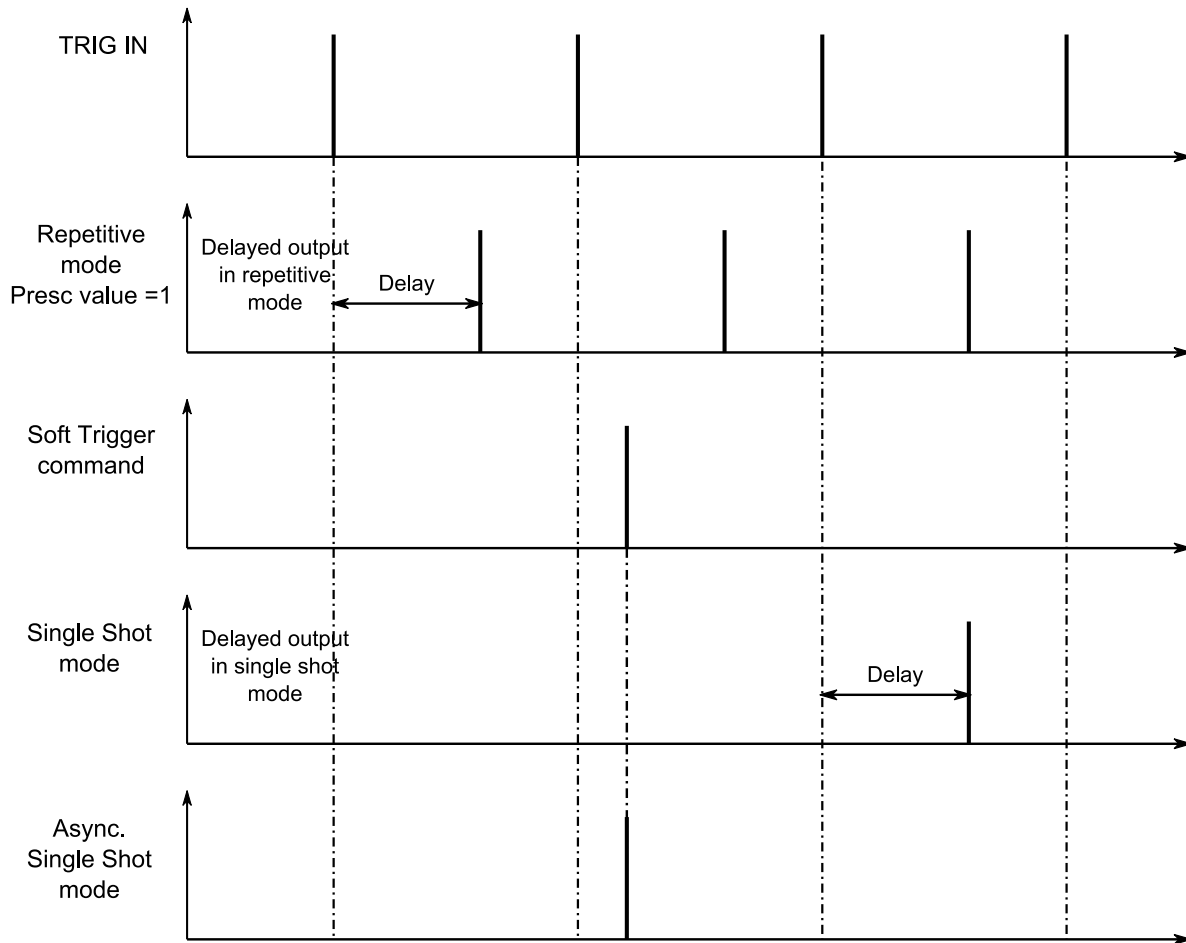 TRIG IN
Repetitive
mode
Presc value =1
Delayed output
in repetitive
mode
Delay
Soft Trigger
command
Single Shot
mode
Delayed output
in single shot
mode
Delay
Async.
Single Shot
mode